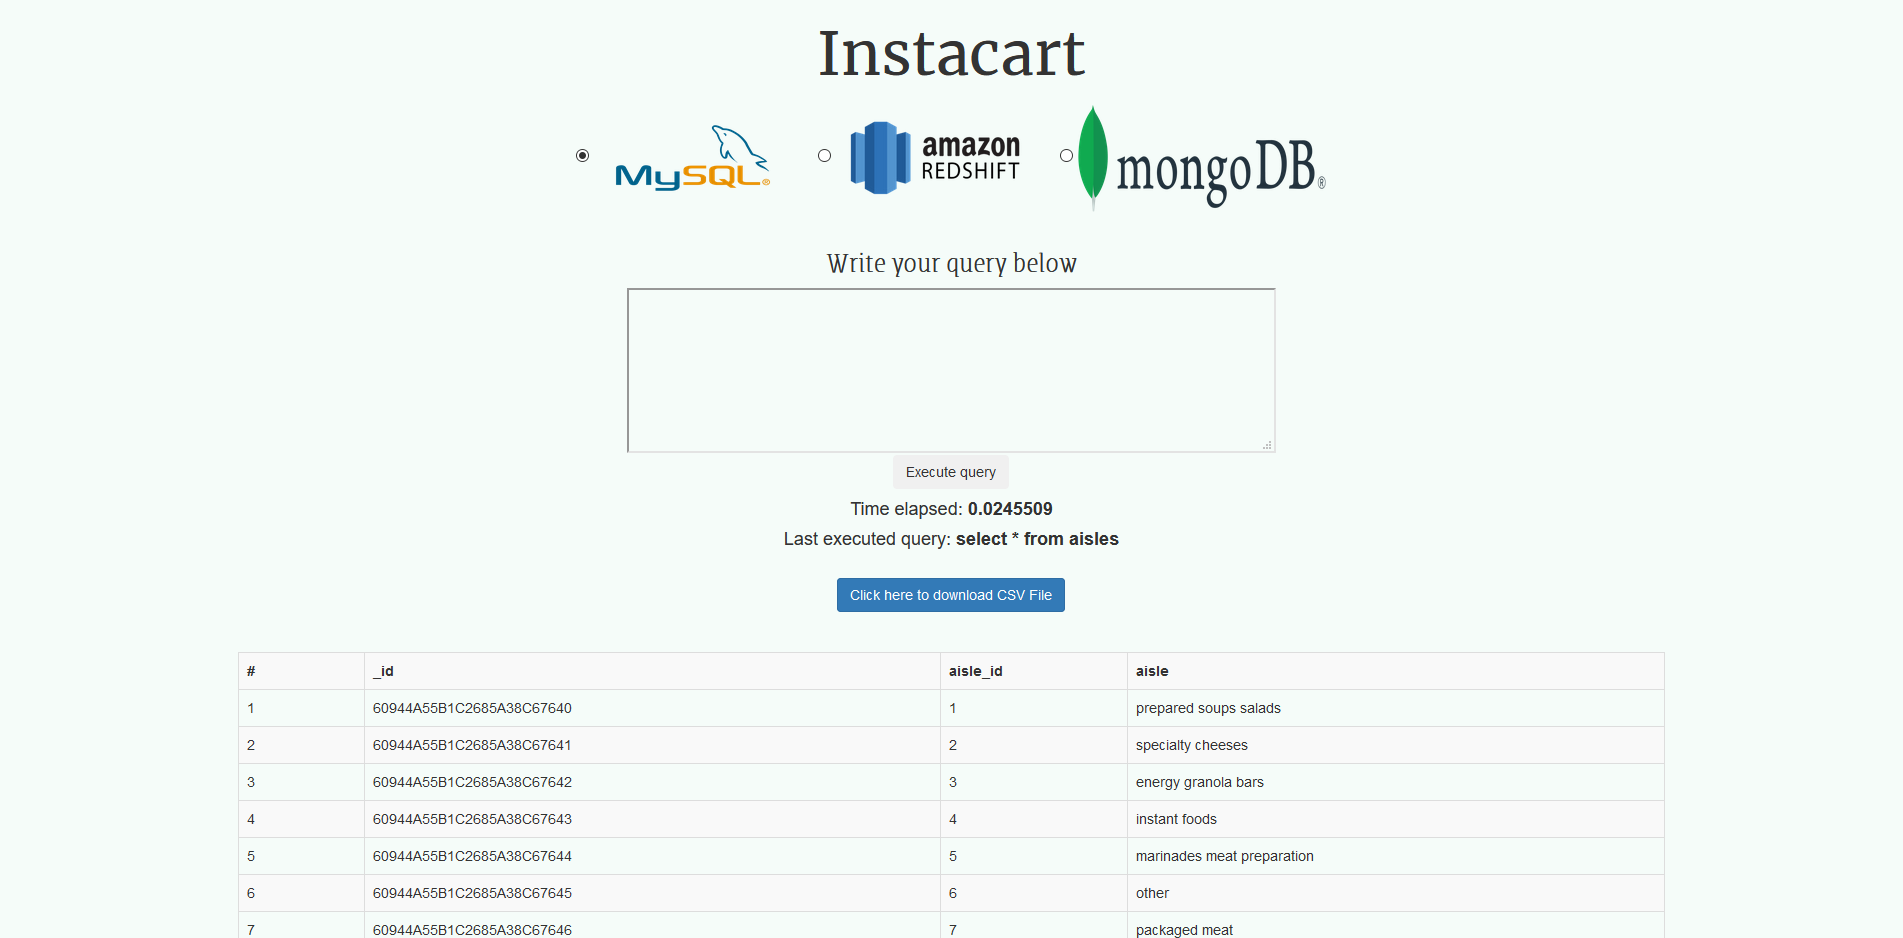 Instacart
MySQL®
amazon
REDSHIFT
mongoDB®
Write your query below
Execute query
Time elapsed: 0.0245509
Last executed query: select * from aisles
Click here to download CSV File
# _id aisle_id aisle
1 60944A55B1C2685A38C67640 1 prepared soups salads
2 60944A55B1C2685A38C67641 2 specialty cheeses
3 60944A55B1C2685A38C67642 3 energy granola bars
4 60944A55B1C2685A38C67643 4 instant foods
5 60944A55B1C2685A38C67644 5 marinades meat preparation
6 60944A55B1C2685A38C67645 6 other
7 60944A55B1C2685A38C67646 7 packaged meat